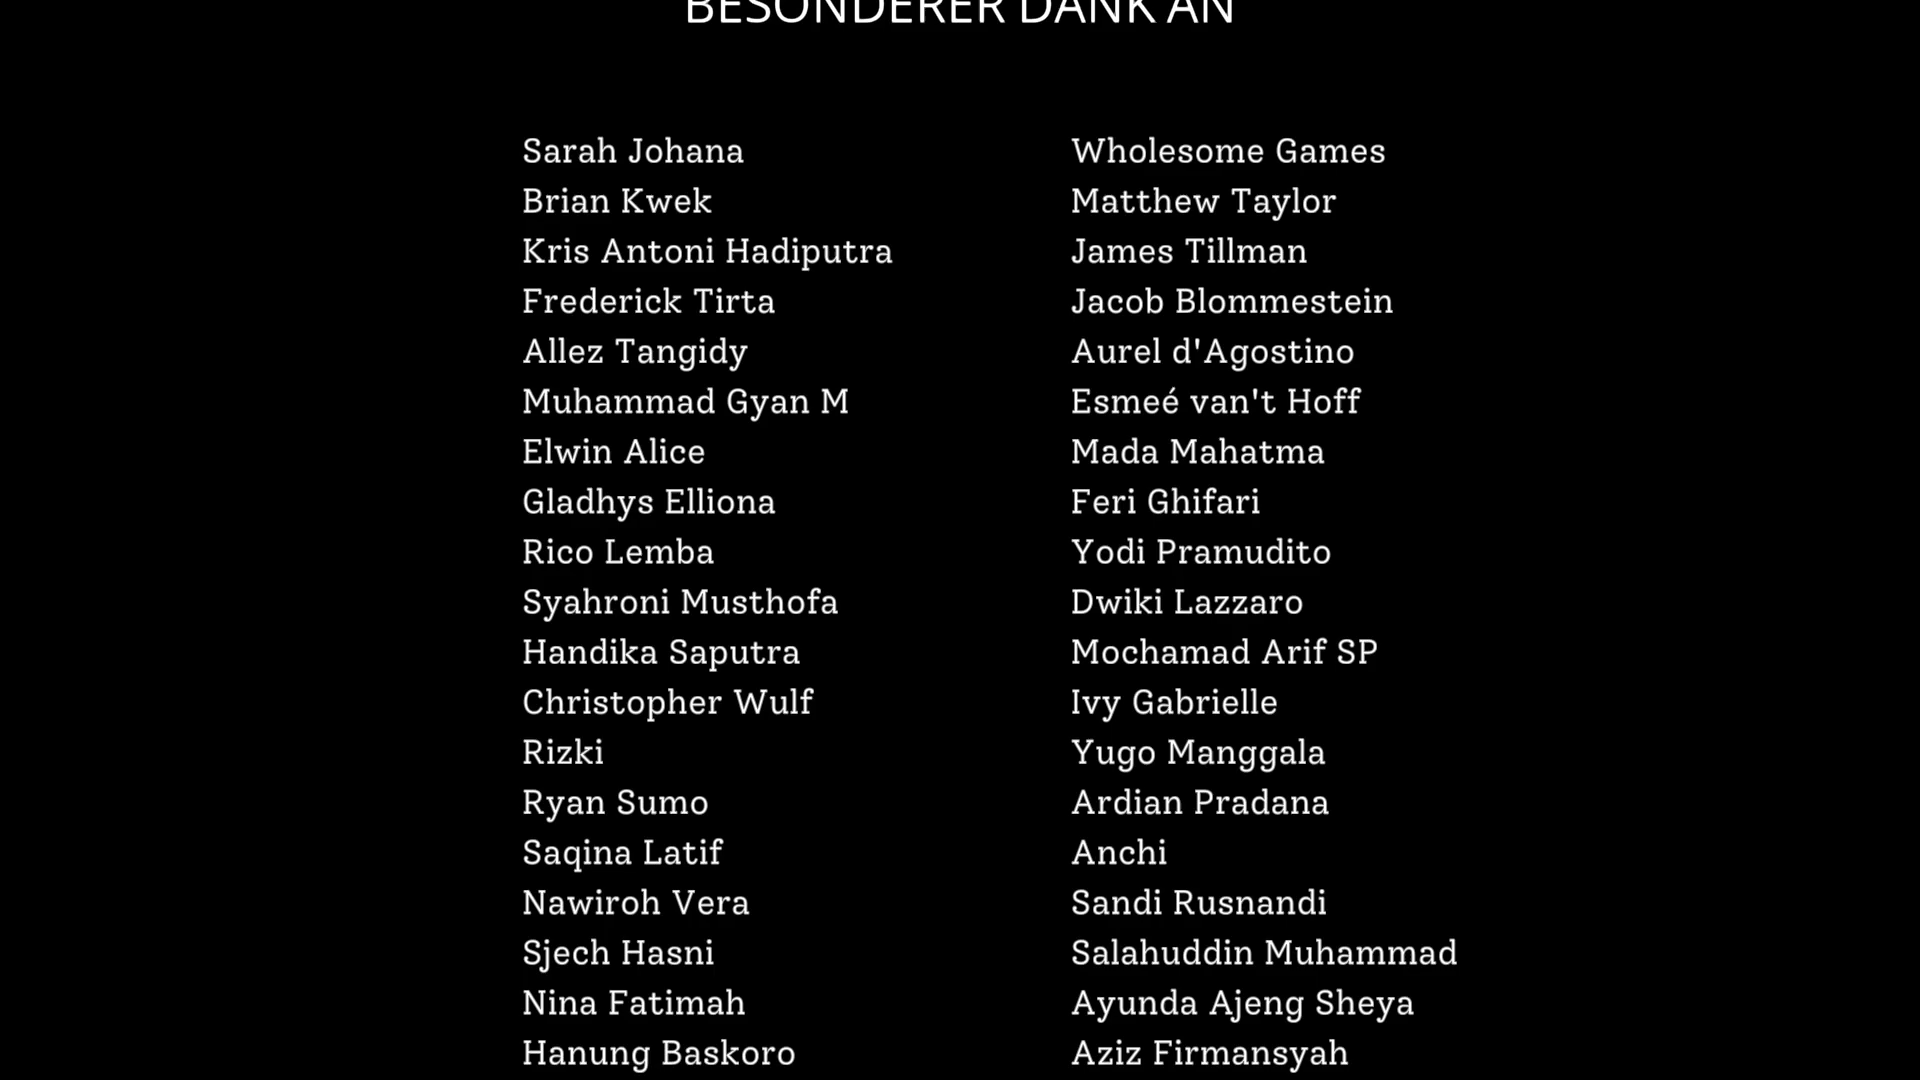 BESONDERER DANK AN
Sarah Johana
Brian Kwek
Kris Antoni Hadiputra
Frederick Tirta
Allez Tangidy
Muhammad Gyan M
Elwin Alice
Gladhys Elliona
Rico Lemba
Syahroni Musthofa
Handika Saputra
Christopher Wulf
Rizki
Ryan Sumo
Saqina Latif
Nawiroh Vera
Sjech Hasni
Nina Fatimah
Hanung Baskoro
Wholesome Games
Matthew Taylor
James Tillman
Jacob Blommestein
Aurel d'Agostino
Esmeé van't Hoff
Mada Mahatma
Feri Ghifari
Yodi Pramudito
Dwiki Lazzaro
Mochamad Arif SP
Ivy Gabrielle
Yugo Manggala
Ardian Pradana
Anchi
Sandi Rusnandi
Salahuddin Muhammad
Ayunda Ajeng Sheya
Aziz Firmansyah